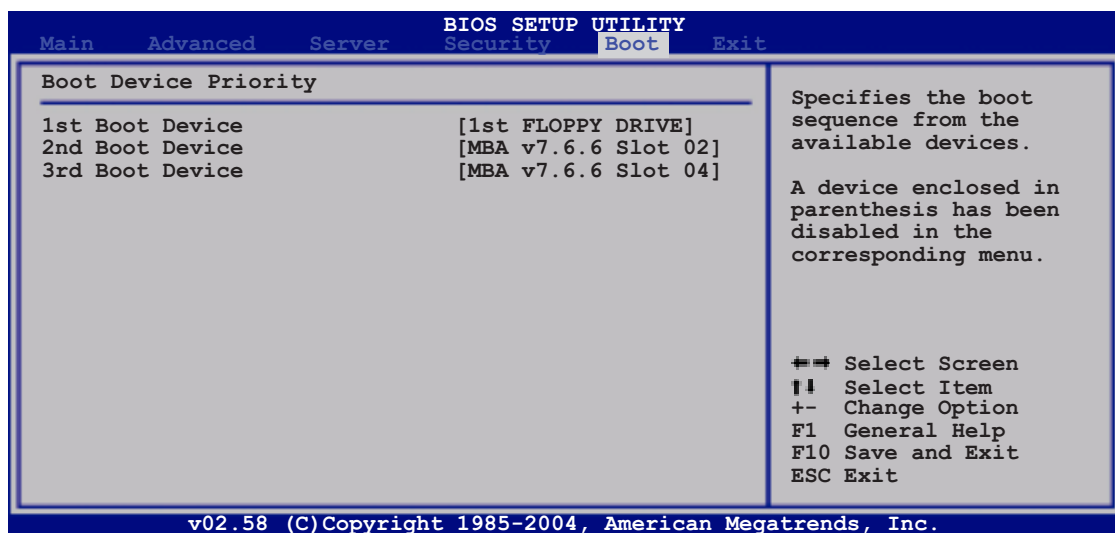 BIOS SETUP UTILITY
Main Advanced Server Security Boot Exit
Boot Device Priority
1st Boot Device [1st FLOPPY DRIVE]
2nd Boot Device [MBA v7.6.6 Slot 02]
3rd Boot Device [MBA v7.6.6 Slot 04]
Specifies the boot
sequence from the
available devices.
A device enclosed in
parenthesis has been
disabled in the
corresponding menu.
←→ Select Screen
↑↓ Select Item
+- Change Option
F1 General Help
F10 Save and Exit
ESC Exit
v02.58 (C)Copyright 1985-2004, American Megatrends, Inc.